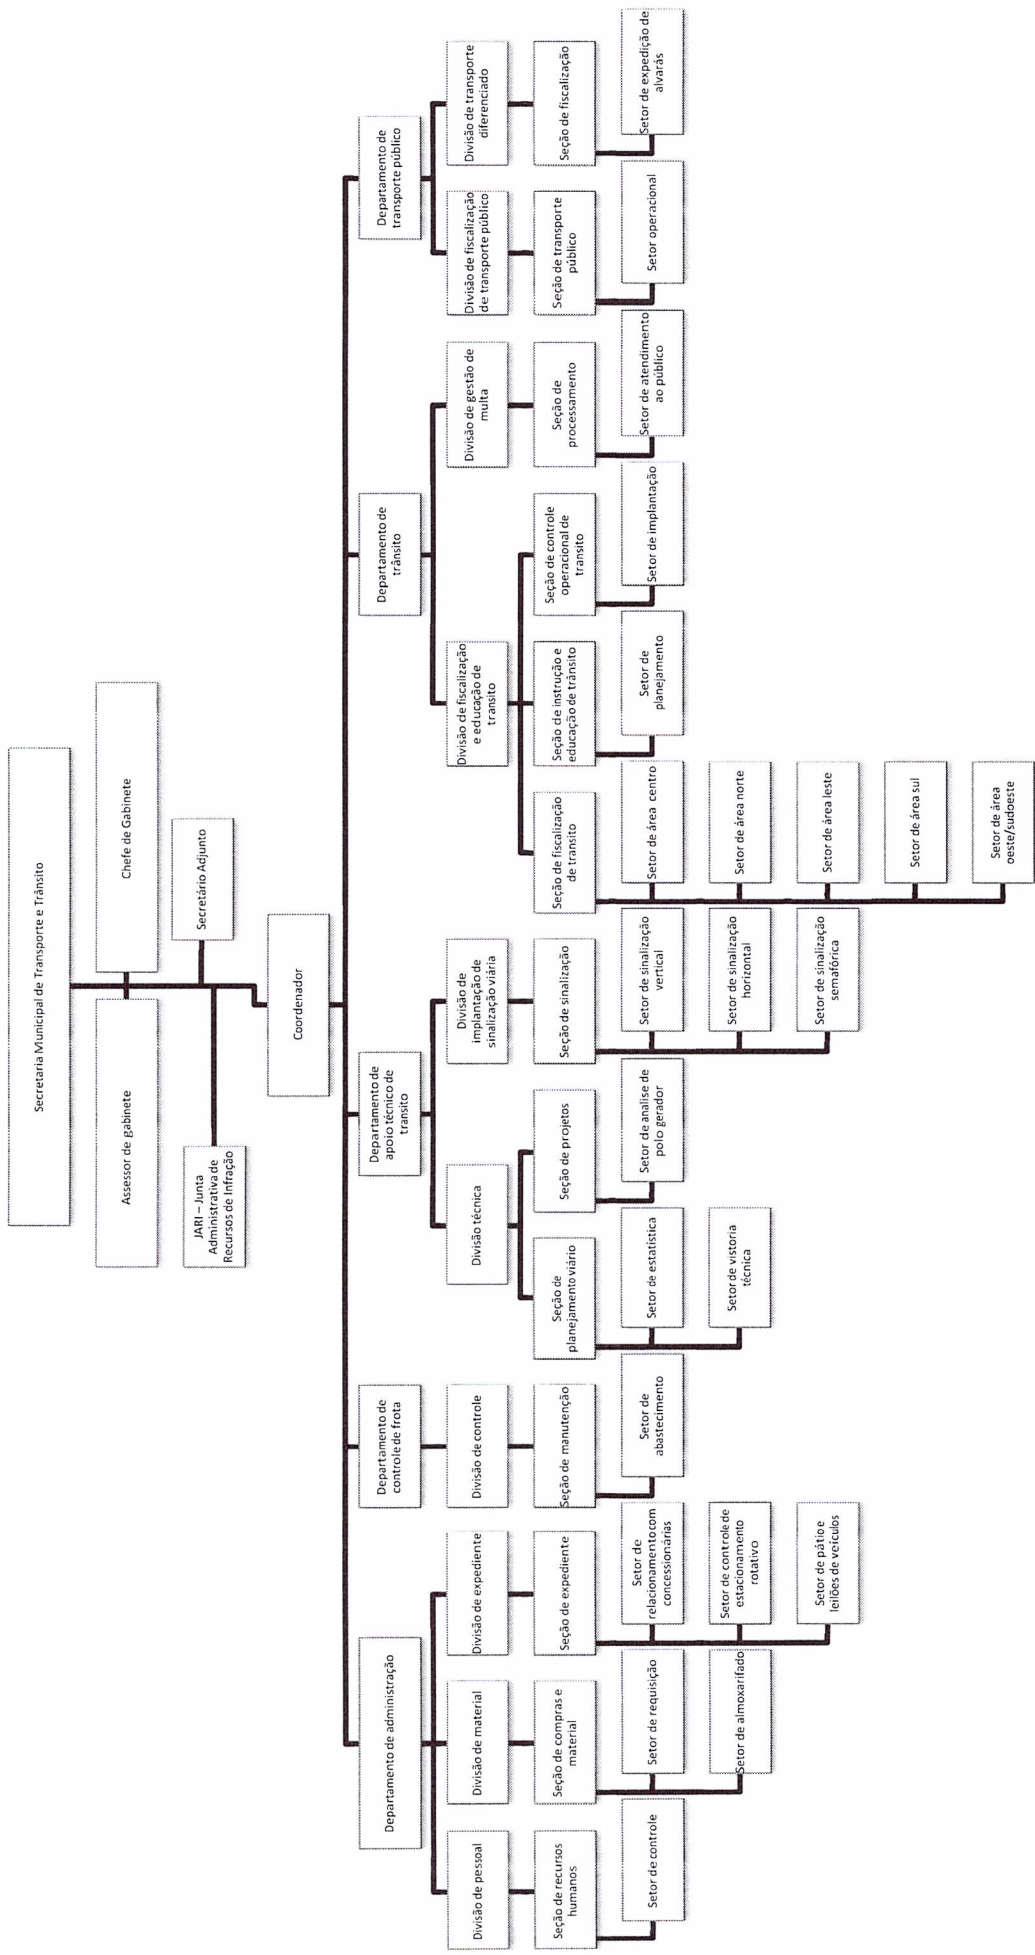 Secretaria Municipal de Transporte e Trânsito
Assessor de gabinete
Chefe de Gabinete
Secretário Adjunto
JARI – Junta
Administrativa de
Recursos de Infração
Coordenador
Departamento de administração
Departamento de
controle de frota
Departamento de
apoio técnico de
transito
Departamento de
trânsito
Departamento de
transporte público
Divisão de pessoal
Divisão de material
Divisão de expediente
Divisão de controle
Divisão técnica
Divisão de
implantação de
sinalização viária
Divisão de fiscalização
e educação de
transito
Divisão de gestão de
multa
Divisão de fiscalização
de transporte público
Divisão de transporte
diferenciado
Seção de recursos
humanos
Seção de compras e
material
Seção de expediente
Seção de manutenção
Seção de
planejamento viário
Seção de projetos
Seção de sinalização
Seção de fiscalização
de transito
Seção de instrução e
educação de trânsito
Seção de controle
operacional de
transito
Seção de
processamento
Seção de transporte
público
Seção de fiscalização
Setor de controle
Setor de requisição
Setor de
relacionamento com
concessionárias
Setor de
abastecimento
Setor de estatística
Setor de analise de
polo gerador
Setor de sinalização
vertical
Setor de área centro
Setor de
planejamento
Setor de implantação
Setor de atendimento
ao público
Setor operacional
Setor de expedição de
alvarás
Setor de almoxarifado
Setor de controle de
estacionamento
rotativo
Setor de vistoria
técnica
Setor de sinalização
horizontal
Setor de área norte
Setor de pátio e
leilões de veículos
Setor de sinalização
semafórica
Setor de área leste
Setor de área sul
Setor de área
oeste/sudoeste